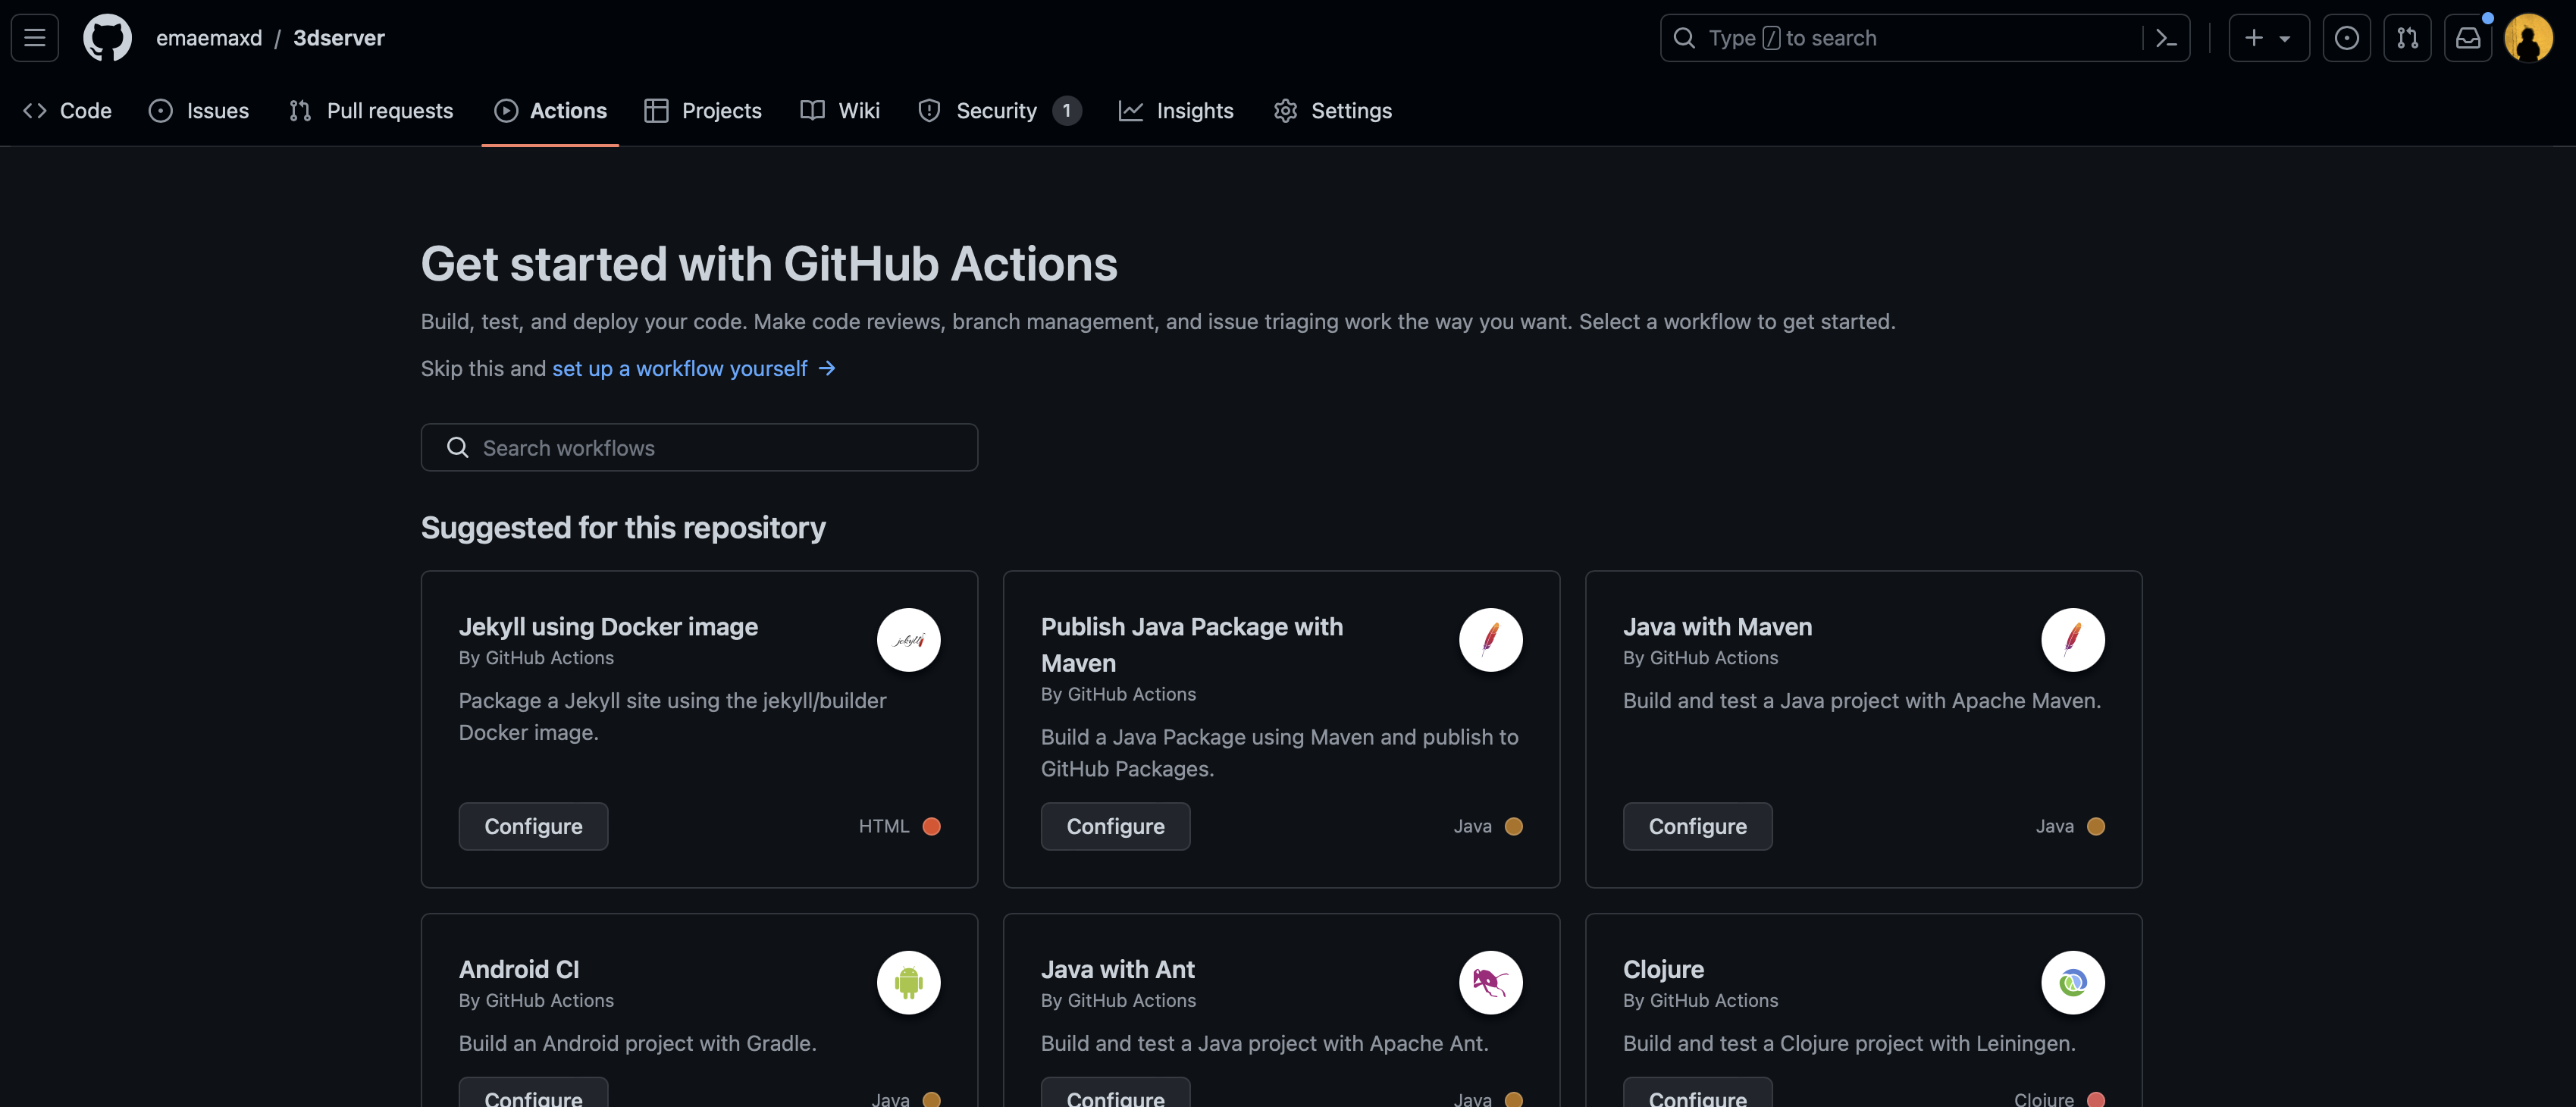 emaemaxd / 3dserver
Type / to search
Code Issues Pull requests Actions Projects Wiki Security 1 Insights Settings
Get started with GitHub Actions
Build, test, and deploy your code. Make code reviews, branch management, and issue triaging work the way you want. Select a workflow to get started.
Skip this and set up a workflow yourself →
Search workflows
Suggested for this repository
Jekyll using Docker image
By GitHub Actions
jekyll
Package a Jekyll site using the jekyll/builder
Docker image.
Configure
HTML
Publish Java Package with
Maven
By GitHub Actions
Build a Java Package using Maven and publish to
GitHub Packages.
Configure
Java
Java with Maven
By GitHub Actions
Build and test a Java project with Apache Maven.
Configure
Java
Android CI
By GitHub Actions
Build an Android project with Gradle.
Configure
Java
Java with Ant
By GitHub Actions
Build and test a Java project with Apache Ant.
Configure
Java
Clojure
By GitHub Actions
Build and test a Clojure project with Leiningen.
Configure
Clojure